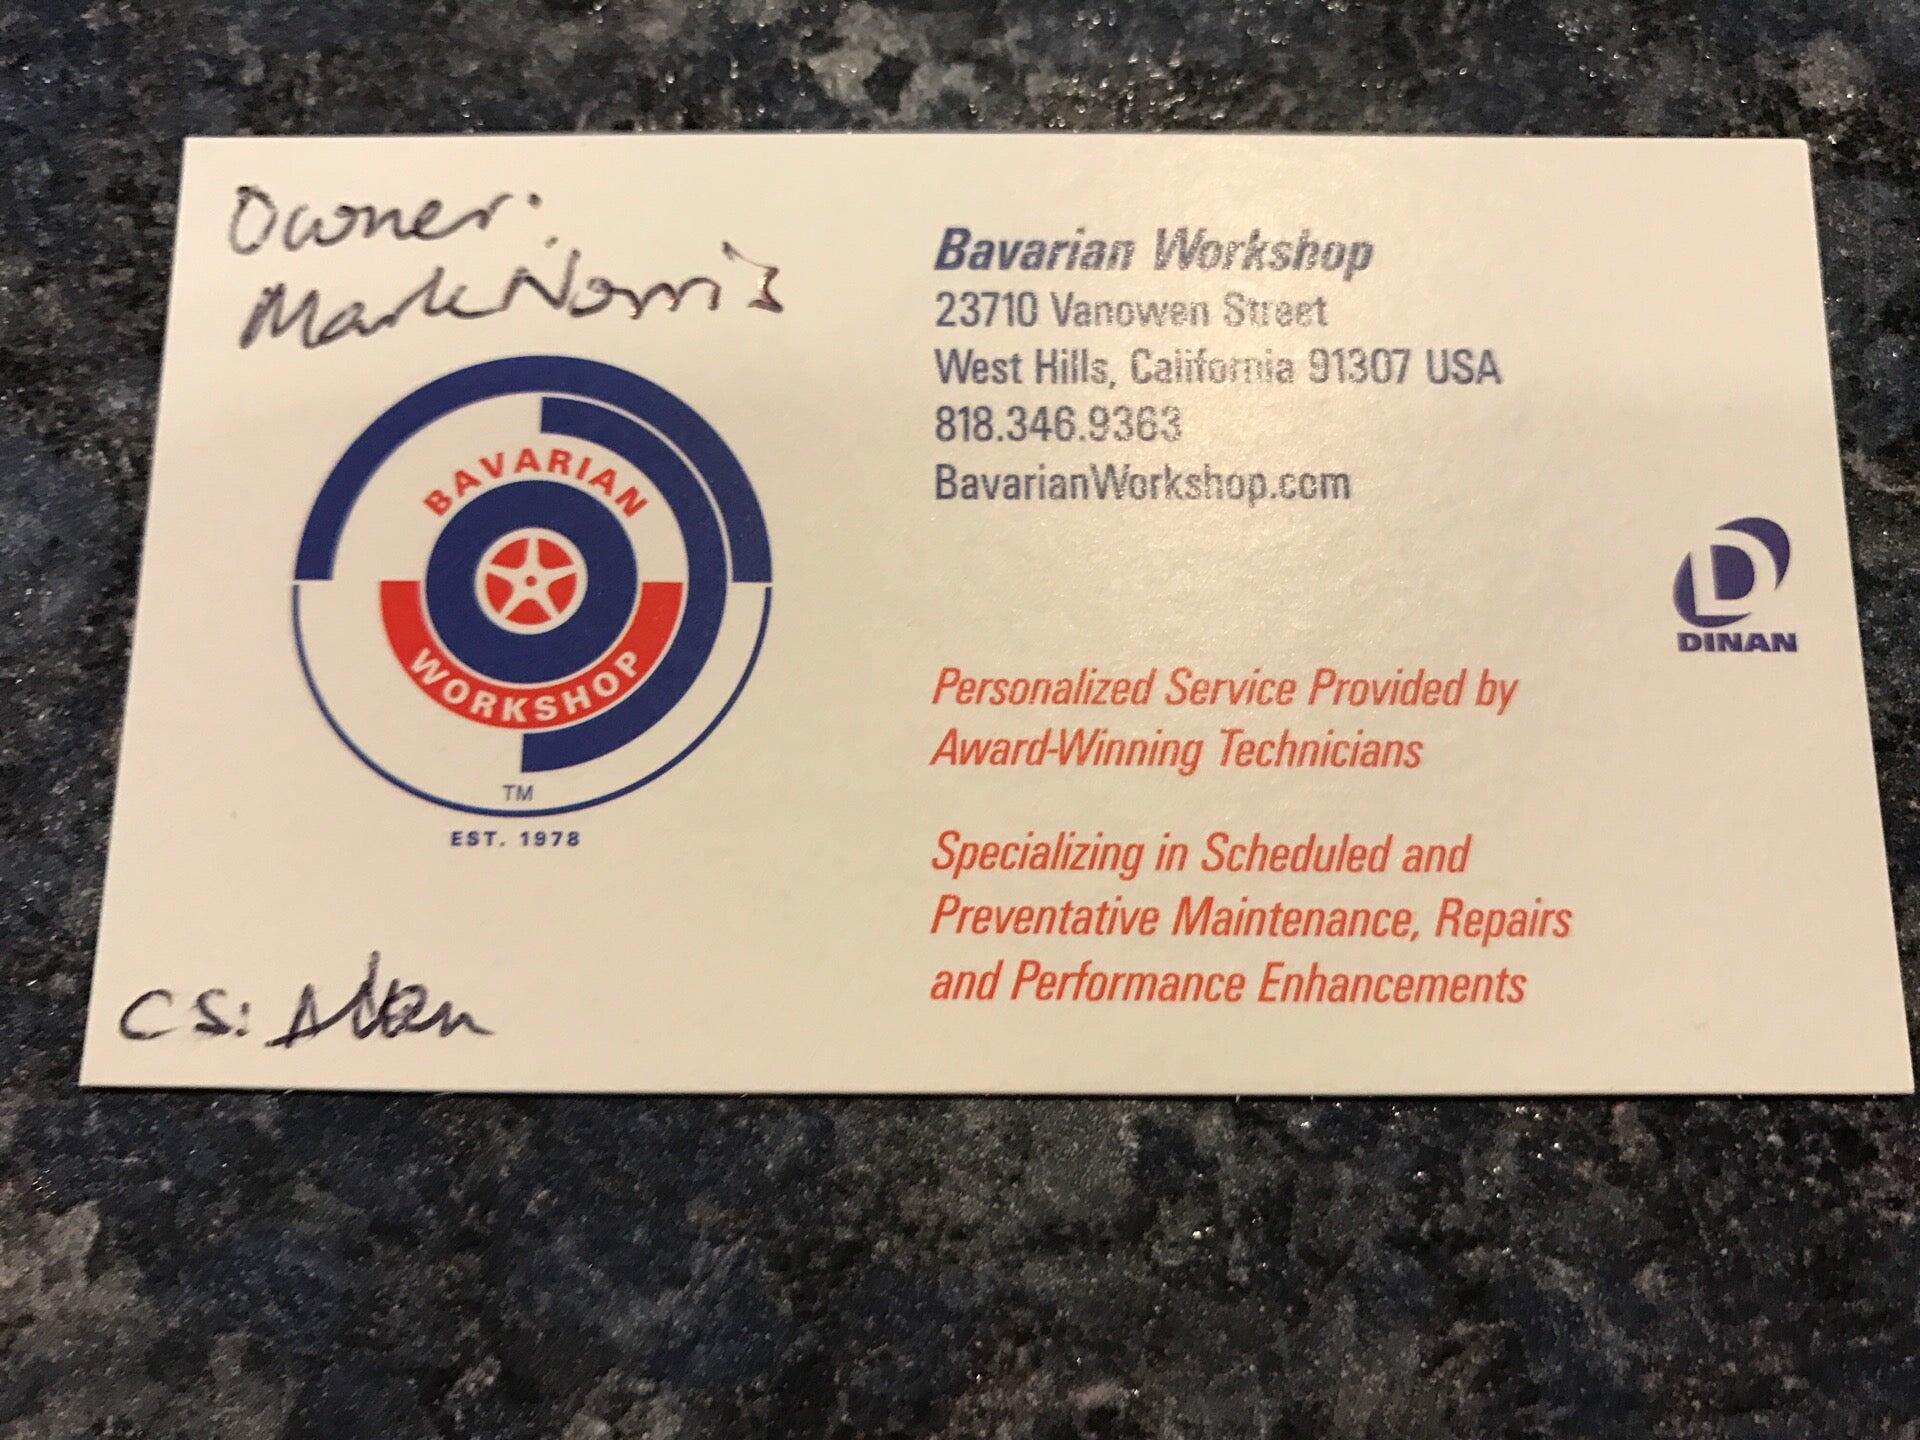 Owner:
Mark Norris
BAVARIAN
WORKSHOP
TM
EST. 1978
CS: Alan
Bavarian Workshop
23710 Vanowen Street
West Hills, California 91307 USA
818.346.9363
BavarianWorkshop.com
D
DINAN
Personalized Service Provided by
Award-Winning Technicians
Specializing in Scheduled and
Preventative Maintenance, Repairs
and Performance Enhancements